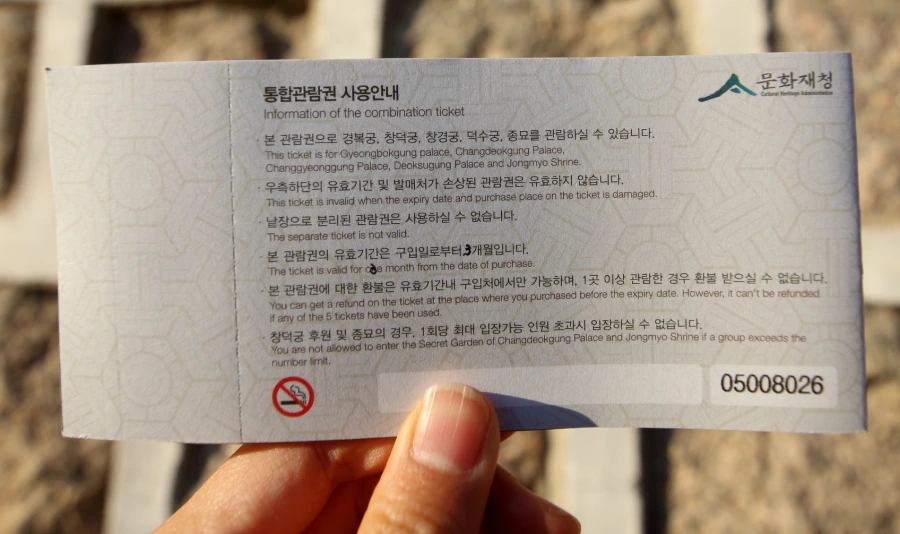 문화재청
Cultural Heritage Administration
통합관람권 사용안내
Information of the combination ticket
· 본 관람권으로 경복궁, 창덕궁, 창경궁, 덕수궁, 종묘를 관람하실 수 있습니다.
This ticket is for Gyeongbokgung palace, Changdeokgung Palace,
Changgyeonggung Palace, Deoksugung Palace and Jongmyo Shrine.
· 우측하단의 유효기간 및 발매처가 손상된 관람권은 유효하지 않습니다.
This ticket is invalid when the expiry date and purchase place on the ticket is damaged.
· 낱장으로 분리된 관람권은 사용하실 수 없습니다.
The separate ticket is not valid.
· 본 관람권의 유효기간은 구입일로부터 3개월입니다.
The ticket is valid for 3 month from the date of purchase.
· 본 관람권에 대한 환불은 유효기간내 구입처에서만 가능하며, 1곳 이상 관람한 경우 환불 받으실 수 없습니다.
You can get a refund on the ticket at the place where you purchased before the expiry date. However, it can't be refunded
if any of the 5 tickets have been used.
· 창덕궁 후원 및 종묘의 경우, 1회당 최대 입장가능 인원 초과시 입장하실 수 없습니다.
You are not allowed to enter the Secret Garden of Changdeokgung Palace and Jongmyo Shrine if a group exceeds the
number limit.
05008026